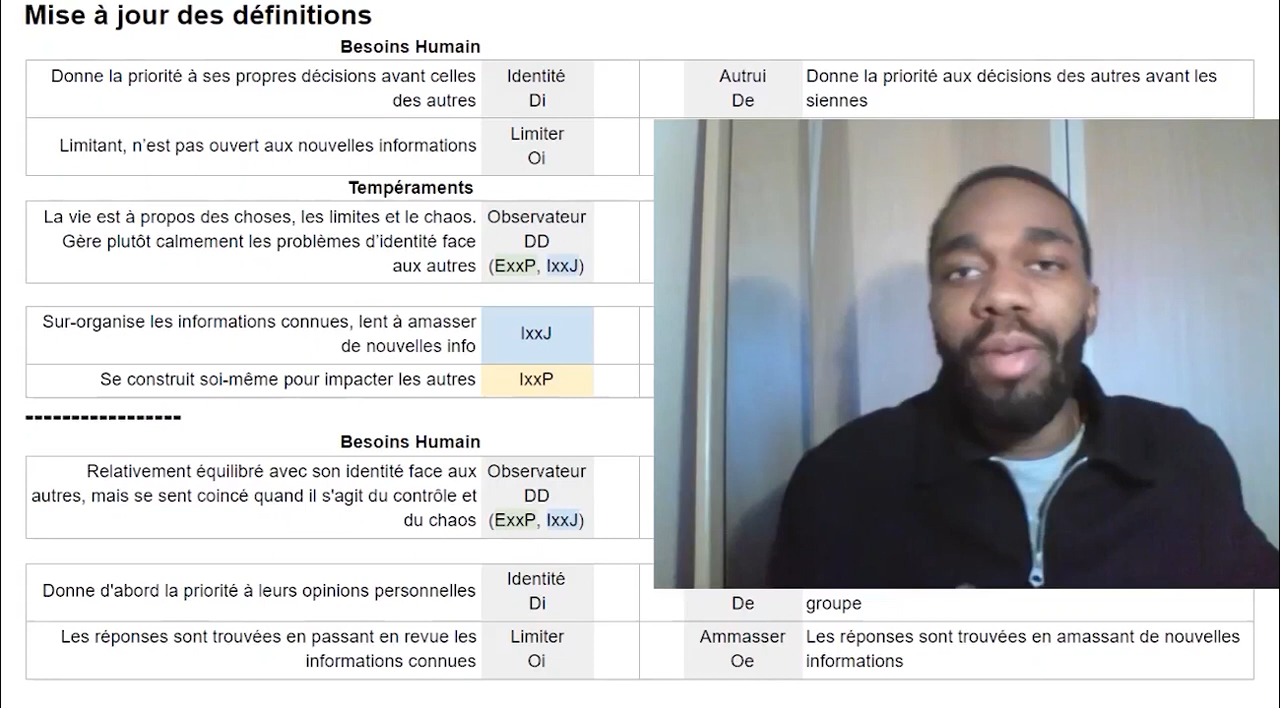 Mise à jour des définitions
Besoins Humain
Donne la priorité à ses propres décisions avant celles
des autres
Identité
Di
Autrui
De
Donne la priorité aux décisions des autres avant les
siennes
Limitant, n'est pas ouvert aux nouvelles informations
Limiter
Oi
Tempéraments
La vie est à propos des choses, les limites et le chaos.
Gère plutôt calmement les problèmes d'identité face
aux autres
Observateur
DD
(ExxP, IxxJ)
Sur-organise les informations connues, lent à amasser
de nouvelles info
IxxJ
Se construit soi-même pour impacter les autres
IxxP
-----------------
Besoins Humain
Relativement équilibré avec son identité face aux
autres, mais se sent coincé quand il s'agit du contrôle et
du chaos
Observateur
DD
(ExxP, IxxJ)
Donne d'abord la priorité à leurs opinions personnelles
Identité
Di
De
groupe
Les réponses sont trouvées en passant en revue les
informations connues
Limiter
Oi
Ammasser
Oe
Les réponses sont trouvées en amassant de nouvelles
informations